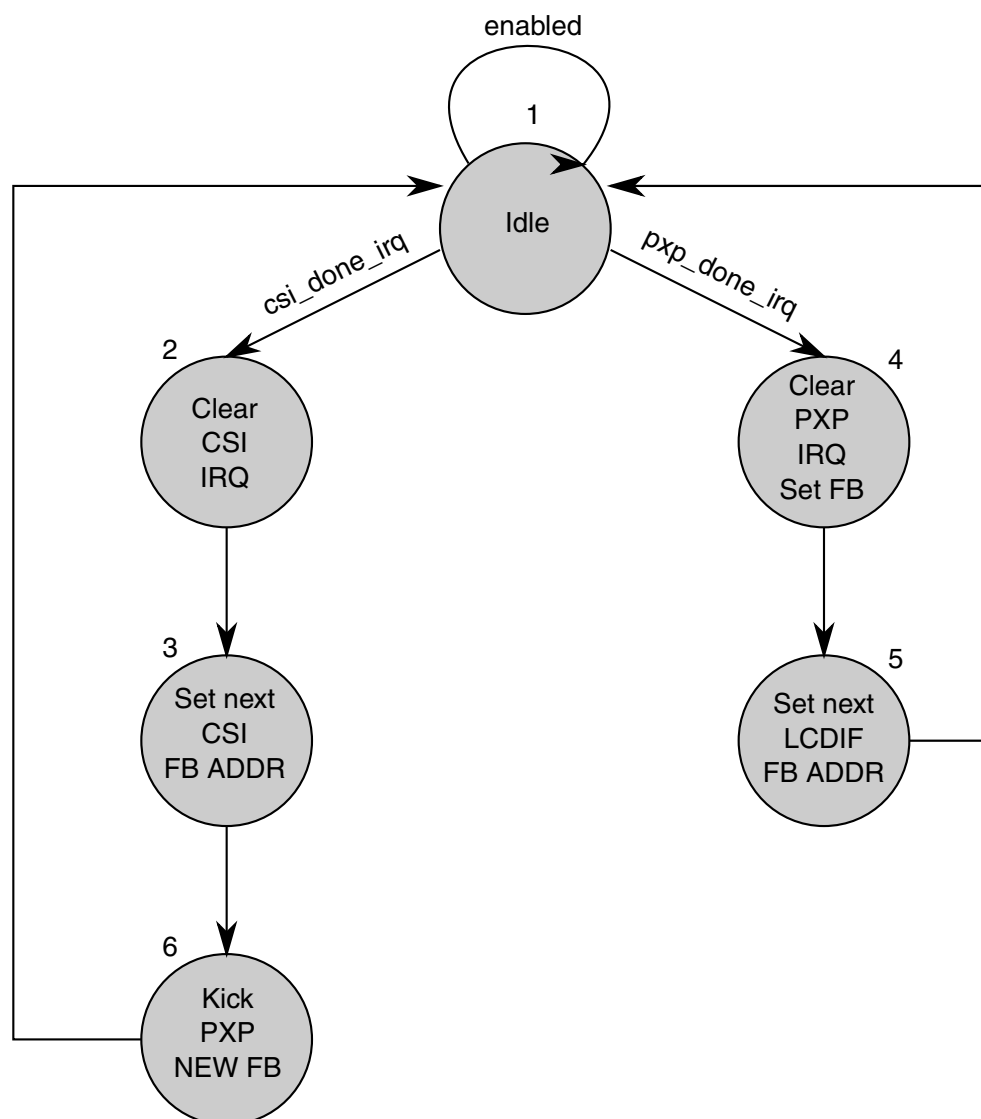 enabled
1
Idle
csi_done_irq
pxp_done_irq
2
Clear
CSI
IRQ
4
Clear
PXP
IRQ
Set FB
3
Set next
CSI
FB ADDR
5
Set next
LCDIF
FB ADDR
6
Kick
PXP
NEW FB